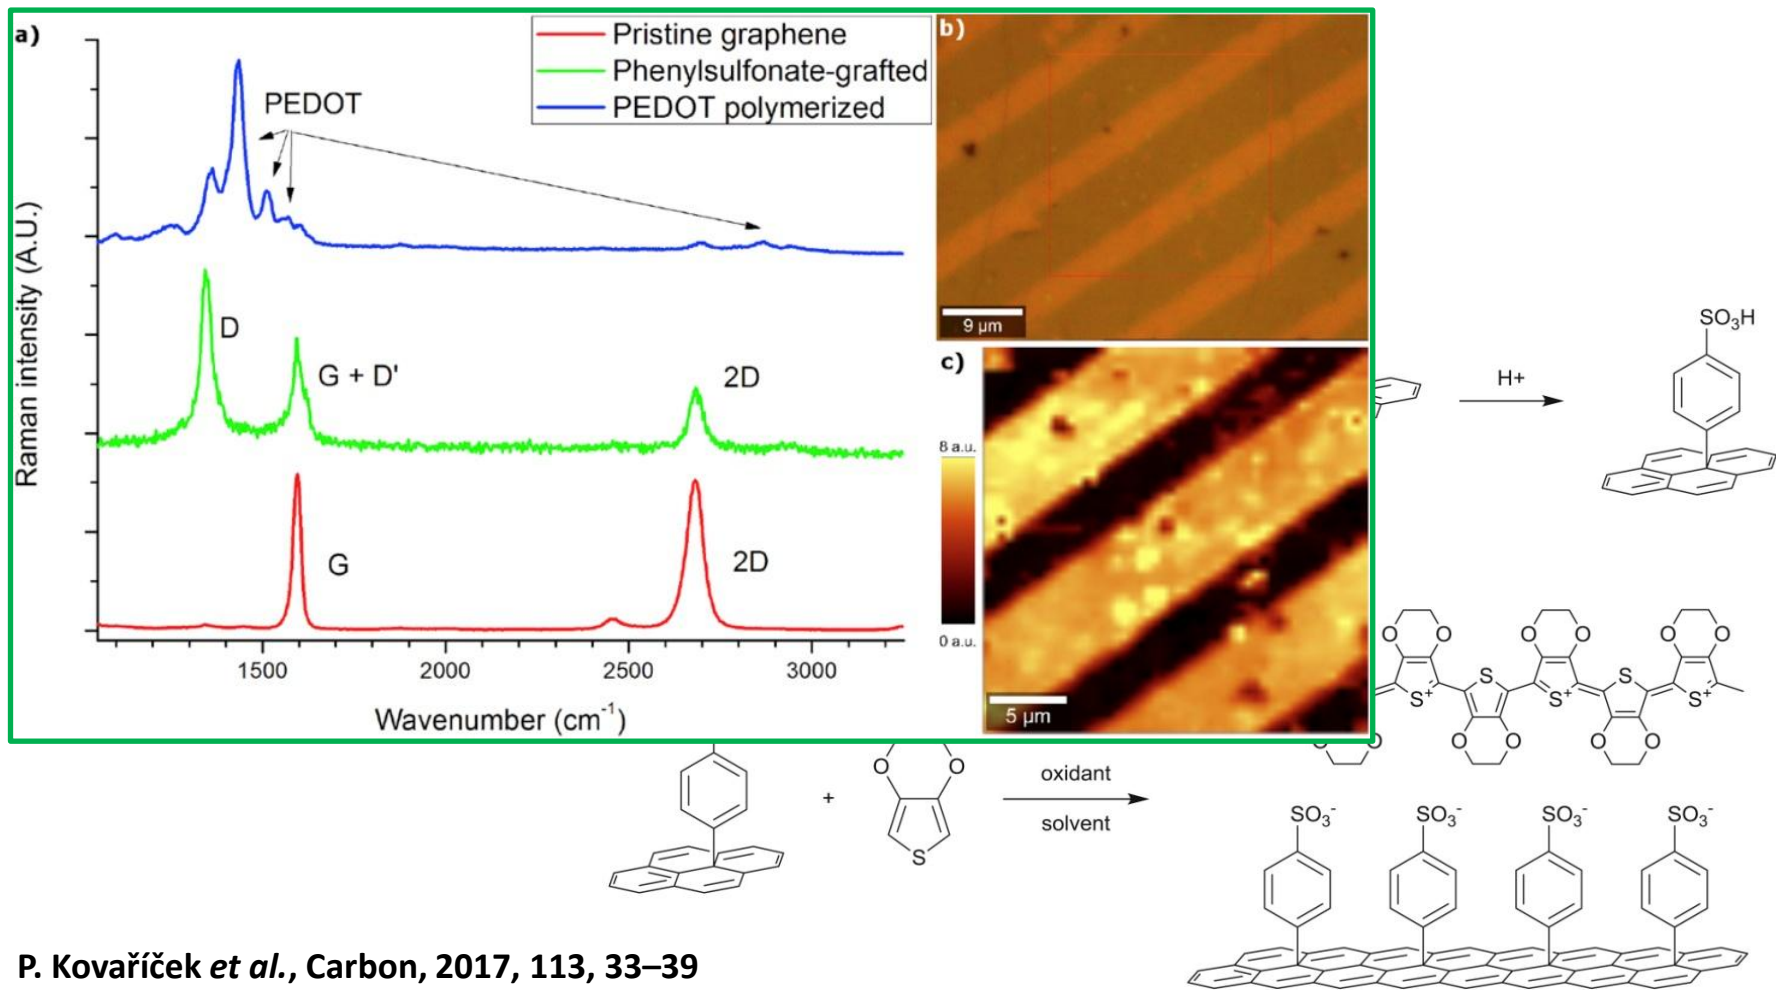 a)
Pristine graphene
Phenylsulfonate-grafted
PEDOT polymerized
PEDOT
D
G + D'
2D
G
2D
Raman intensity (A.U.)
1500 2000 2500 3000
Wavenumber (cm⁻¹)
b)
9 µm
c)
8 a.u.
0 a.u.
5 µm
H+
SO₃H
O O O O O O
S+ S S+ S S+
O O O O O O
O O
+
oxidant
solvent
S
SO₃⁻ SO₃⁻ SO₃⁻ SO₃⁻
P. Kovaříček et al., Carbon, 2017, 113, 33–39